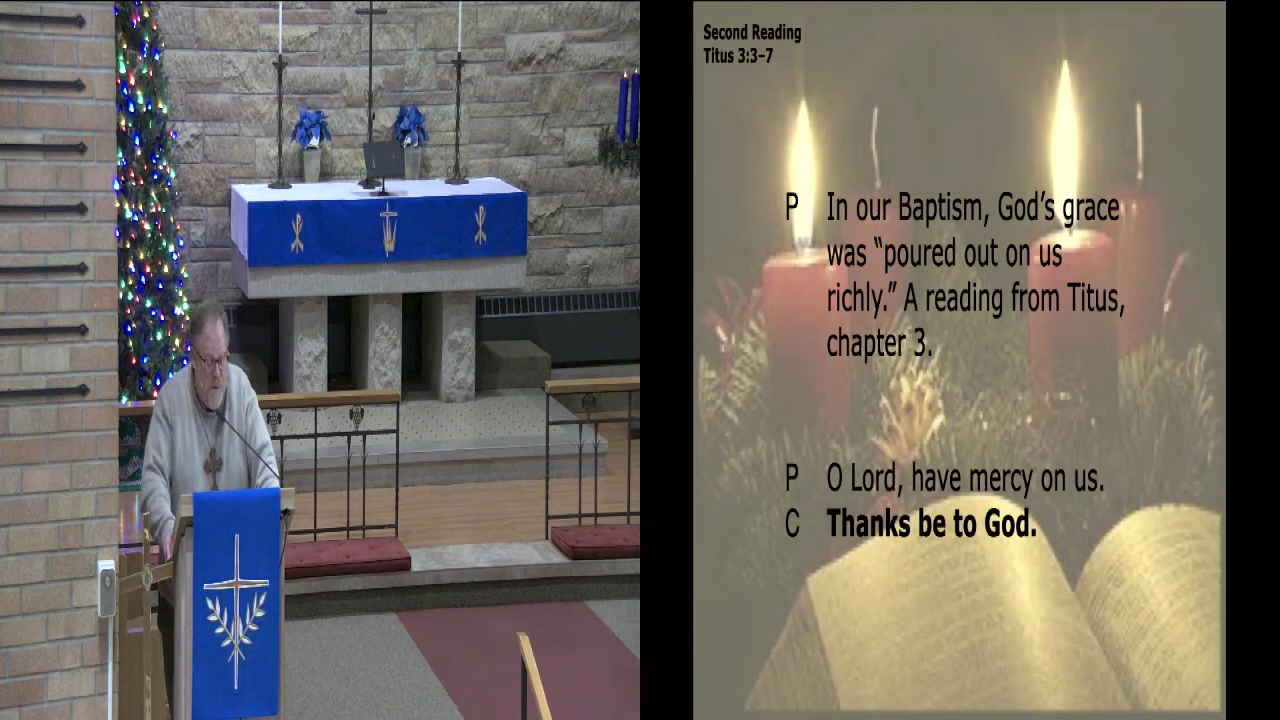 Second Reading
Titus 3:3–7
P In our Baptism, God’s grace
was “poured out on us
richly.” A reading from Titus,
chapter 3.
P O Lord, have mercy on us.
C Thanks be to God.